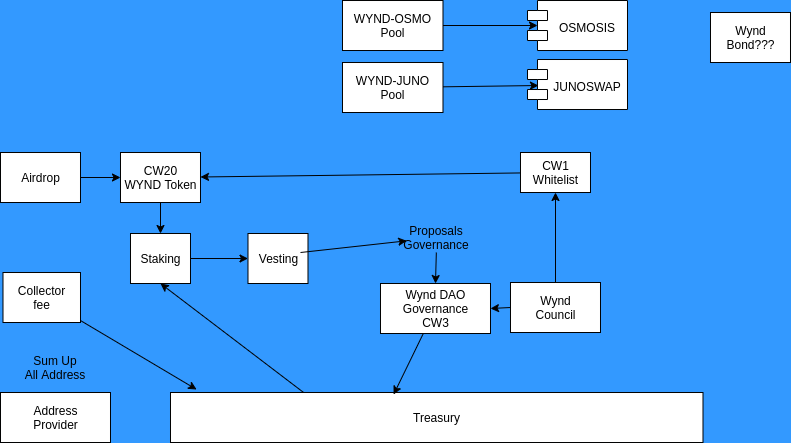 WYND-OSMO
Pool
OSMOSIS
Wynd
Bond???
WYND-JUNO
Pool
JUNOSWAP
Airdrop
CW20
WYND Token
CW1
Whitelist
Staking
Vesting
Proposals
Governance
Collector
fee
Wynd DAO
Governance
CW3
Wynd
Council
Sum Up
All Address
Address
Provider
Treasury